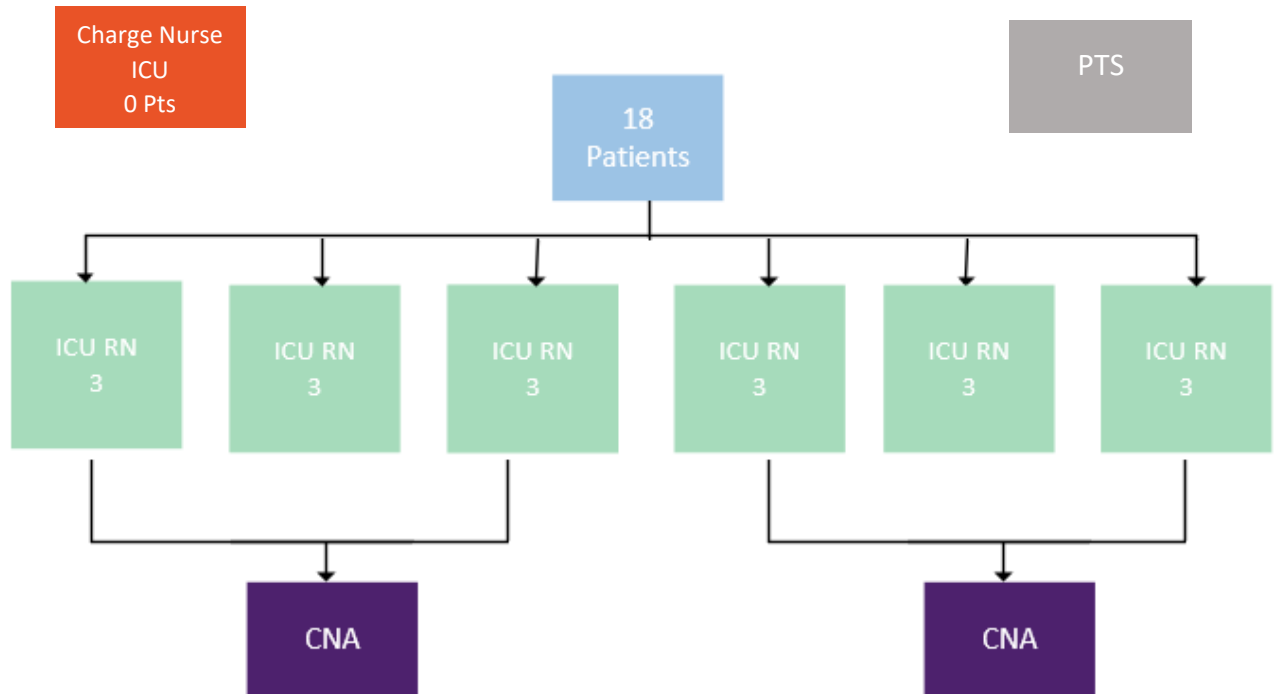 Charge Nurse
ICU
0 Pts
PTS
18
Patients
ICU RN
3
ICU RN
3
ICU RN
3
ICU RN
3
ICU RN
3
ICU RN
3
CNA
CNA